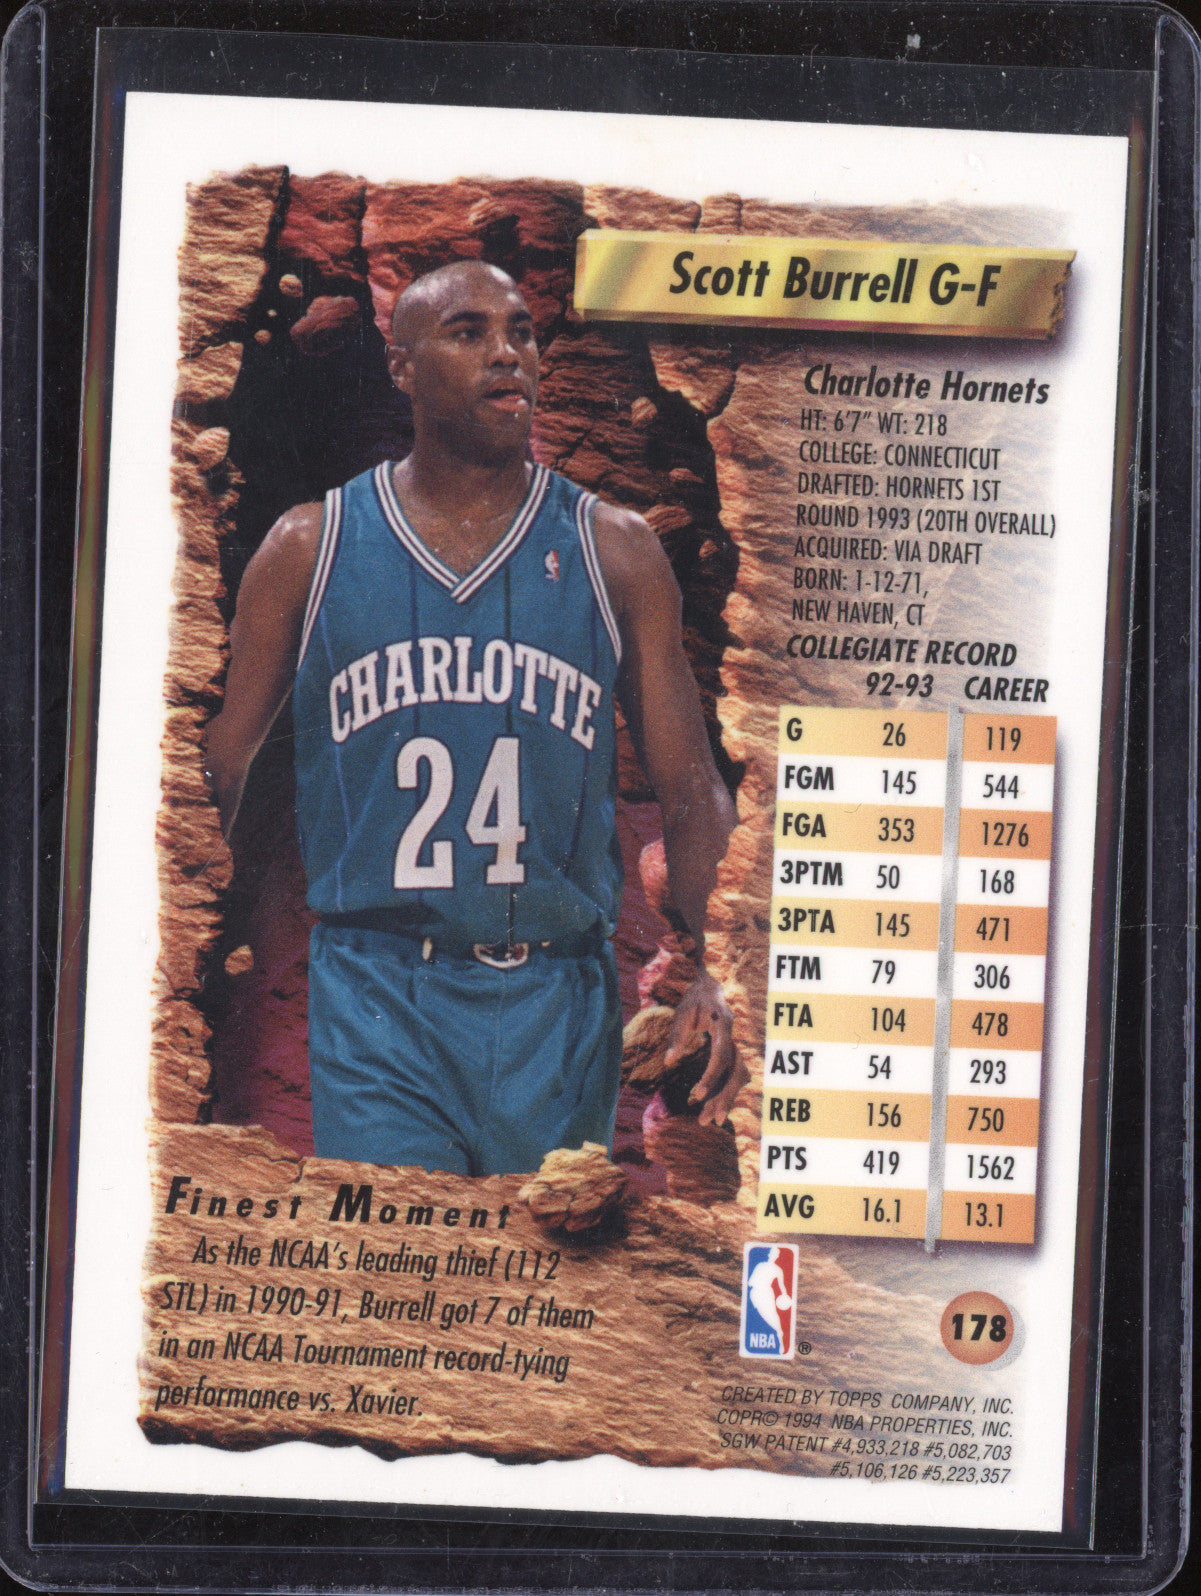 Scott Burrell G-F
Charlotte Hornets
HT: 6'7" WT: 218
COLLEGE: CONNECTICUT
DRAFTED: HORNETS 1ST
ROUND 1993 (20TH OVERALL)
ACQUIRED: VIA DRAFT
BORN: 1-12-71,
NEW HAVEN, CT
COLLEGIATE RECORD
92-93 CAREER
G 26 119
FGM 145 544
FGA 353 1276
3PTM 50 168
3PTA 145 471
FTM 79 306
FTA 104 478
AST 54 293
REB 156 750
PTS 419 1562
AVG 16.1 13.1
CHARLOTTE
24
Finest Moment
As the NCAA's leading thief (112
STL) in 1990-91, Burrell got 7 of them
in an NCAA Tournament record-tying
performance vs. Xavier.
NBA ®
178
CREATED BY TOPPS COMPANY, INC.
COPR© 1994 NBA PROPERTIES, INC.
SGW PATENT #4,933,218 #5,082,703
#5,106,126 #5,223,357